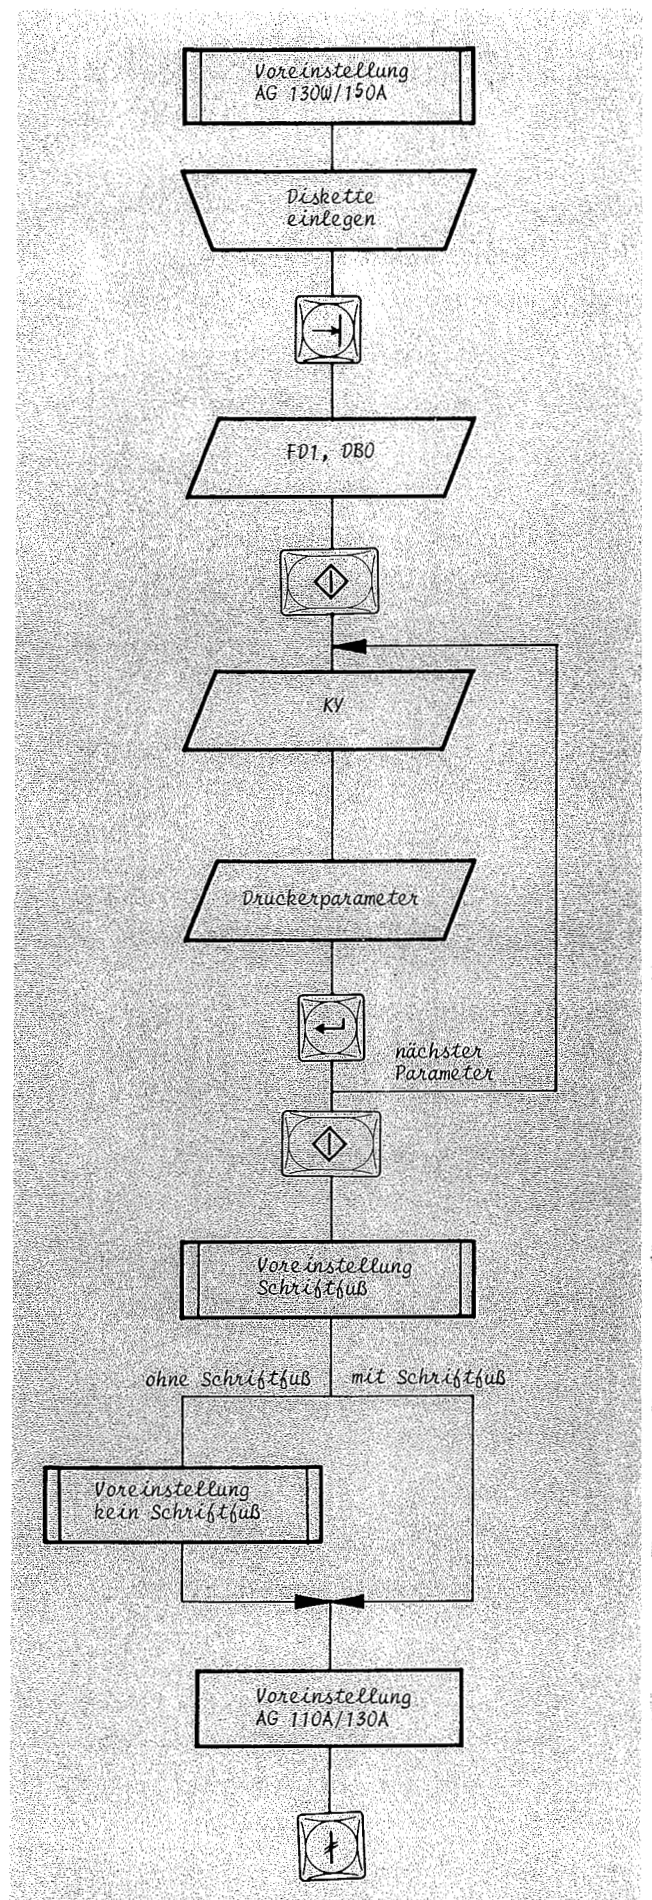 Voreinstellung
AG 130W/150A
Diskette
einlegen
FD1, DB0
KY
Druckerparameter
nächster
Parameter
Voreinstellung
Schriftfuß
ohne Schriftfuß
mit Schriftfuß
Voreinstellung
kein Schriftfuß
Voreinstellung
AG 110A/130A